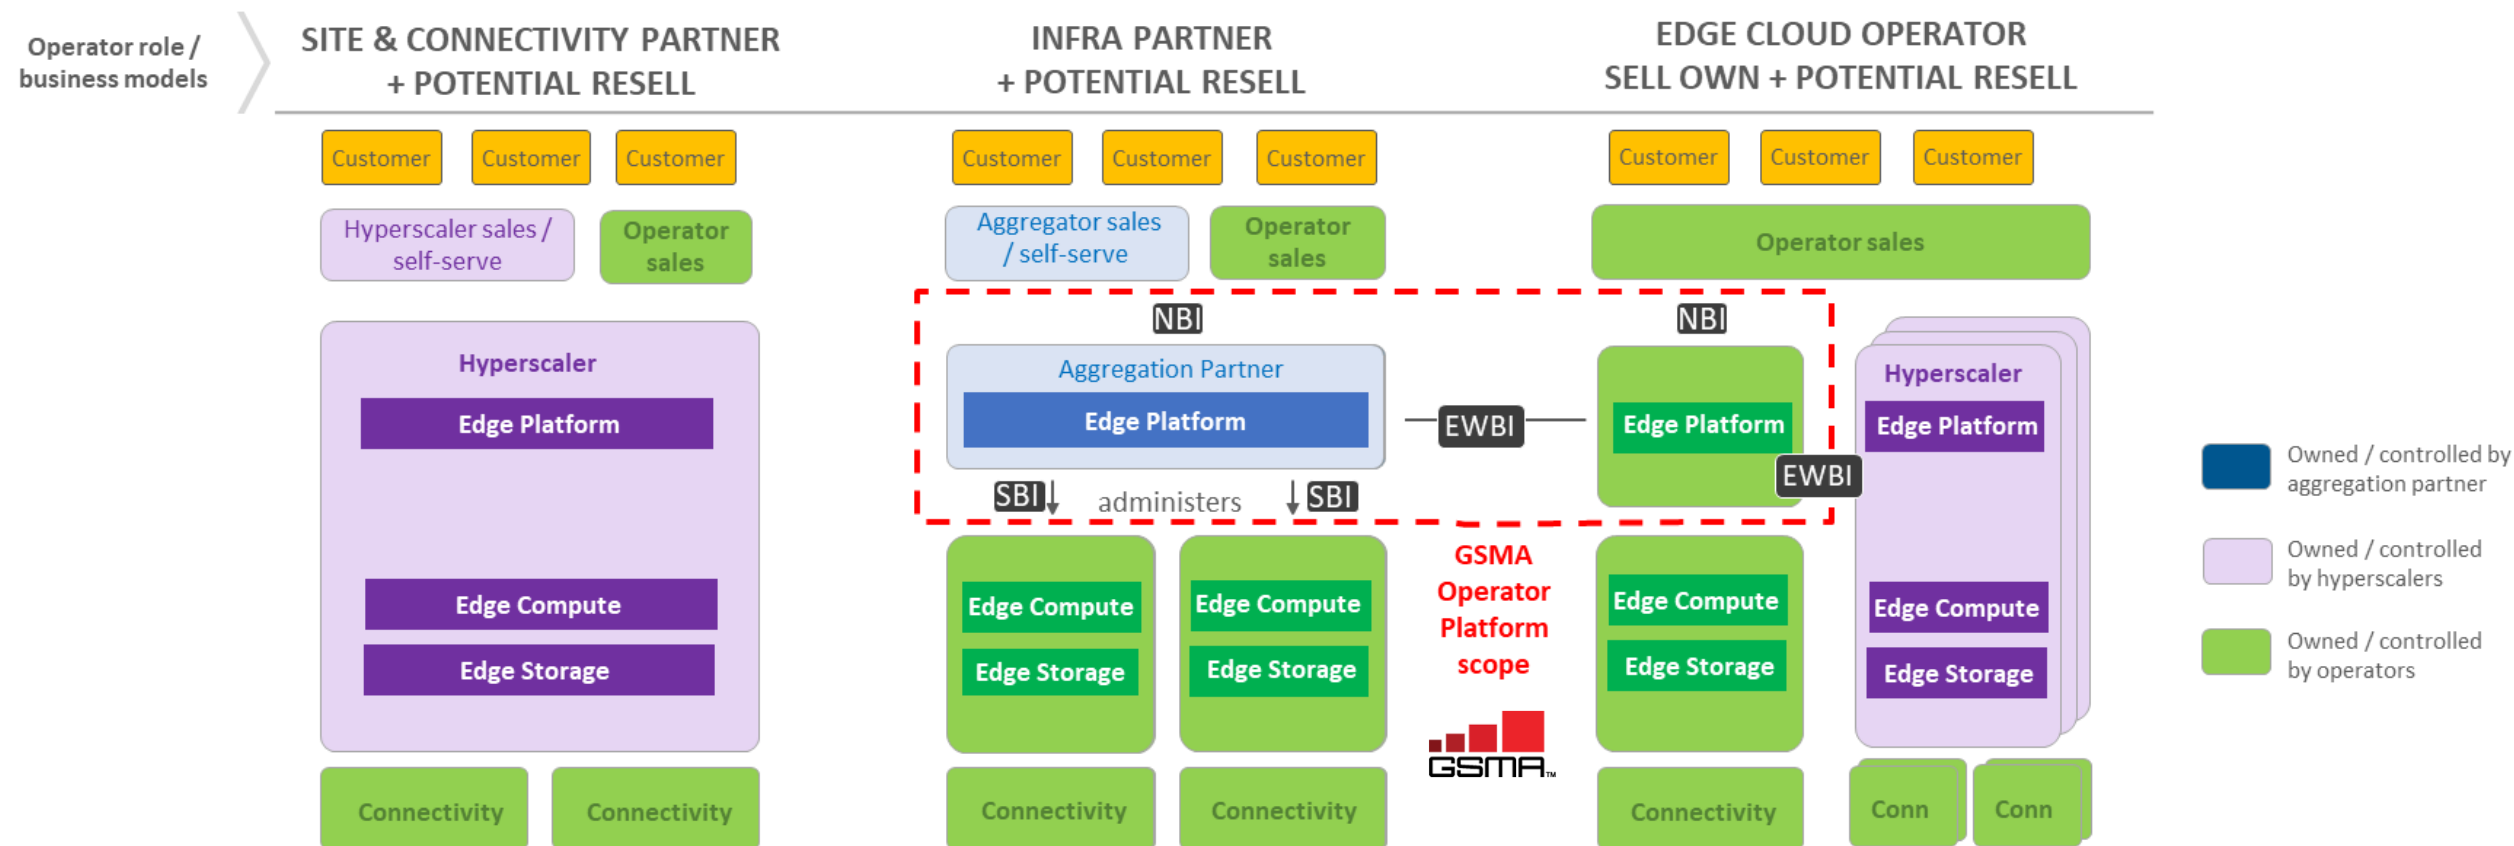 Operator role /
business models
SITE & CONNECTIVITY PARTNER
+ POTENTIAL RESELL
INFRA PARTNER
+ POTENTIAL RESELL
EDGE CLOUD OPERATOR
SELL OWN + POTENTIAL RESELL
Customer
Customer
Customer
Customer
Customer
Customer
Customer
Customer
Customer
Hyperscaler sales /
self-serve
Operator
sales
Aggregator sales
/ self-serve
Operator
sales
Operator sales
NBI
NBI
Hyperscaler
Edge Platform
Edge Compute
Edge Storage
Aggregation Partner
Edge Platform
EWBI
Edge Platform
EWBI
SBI
administers
SBI
Hyperscaler
Edge Platform
Edge Compute
Edge Storage
Edge Compute
Edge Storage
Edge Compute
Edge Storage
GSMA
Operator
Platform
scope
GSMA™
Edge Compute
Edge Storage
Connectivity
Connectivity
Connectivity
Connectivity
Connectivity
Conn
Conn
Owned / controlled by
aggregation partner
Owned / controlled
by hyperscalers
Owned / controlled
by operators